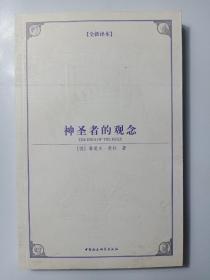 【全新译本】
神圣者的观念
THE IDEA OF THE HOLY
[德] 鲁道夫·奥托 著
中国社会科学出版社